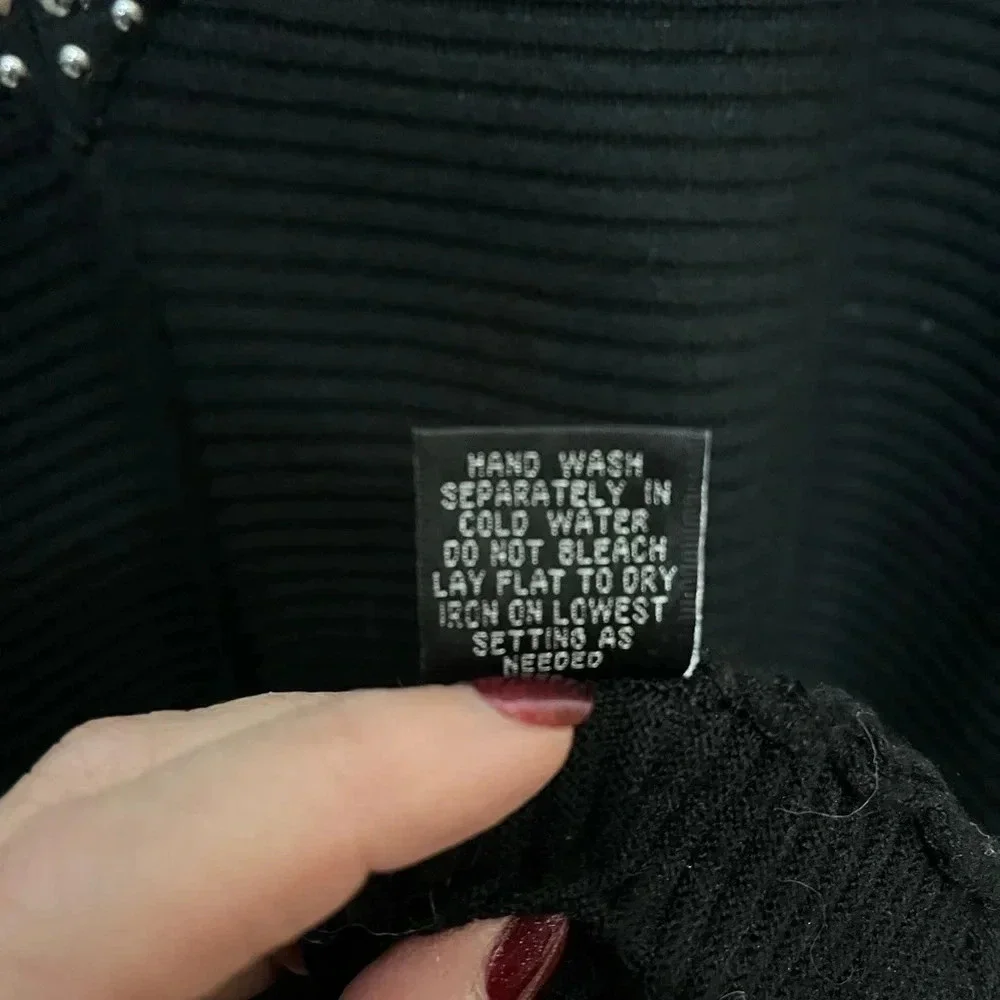 HAND WASH
SEPARATELY IN
COLD WATER
DO NOT BLEACH
LAY FLAT TO DRY
IRON ON LOWEST
SETTING AS
NEEDED